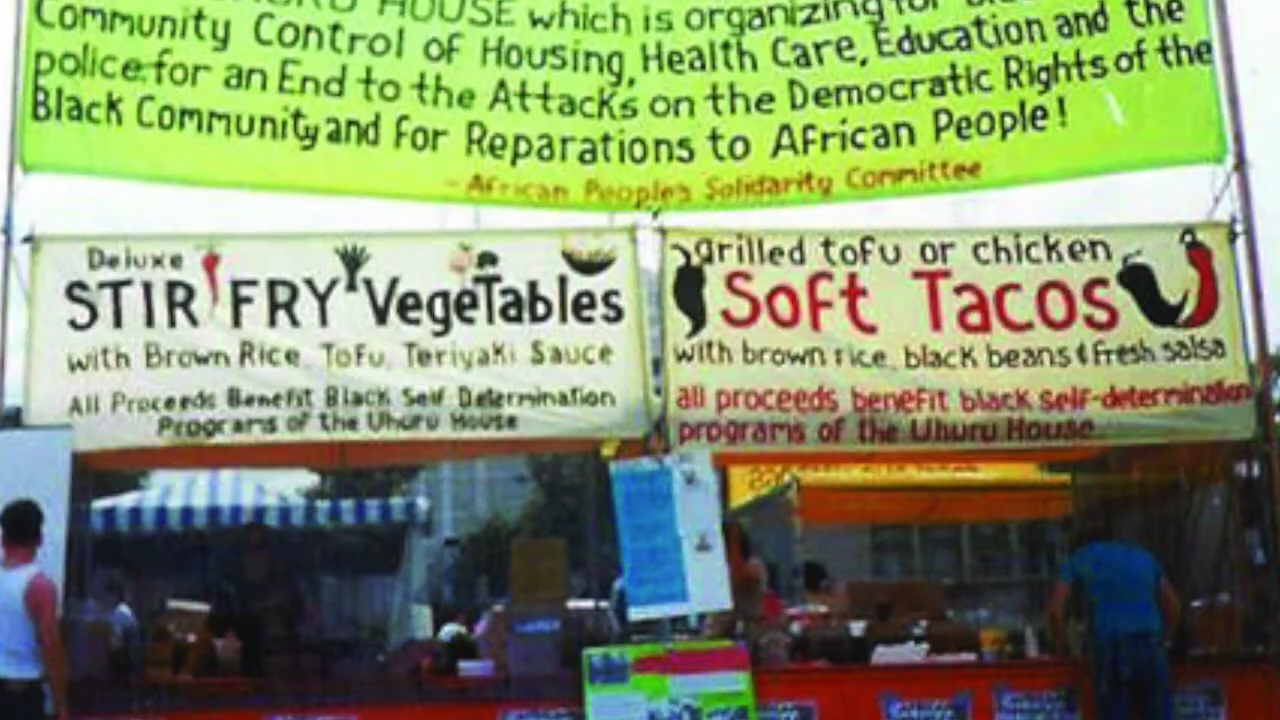 HOUSE which is organizing for
Community Control of Housing, Health Care, Education and the
police for an End to the Attacks on the Democratic Rights of the
Black Community and for Reparations to African People!
- African People's Solidarity Committee
Deluxe
STIR FRY VegeTables
with Brown Rice, Tofu, Teriyaki Sauce
All Proceeds Benefit Black Self Determination
Programs of the Uhuru House
grilled tofu or chicken
Soft Tacos
with brown rice, black beans & fresh salsa
all proceeds benefit black self-determination
programs of the Uhuru House